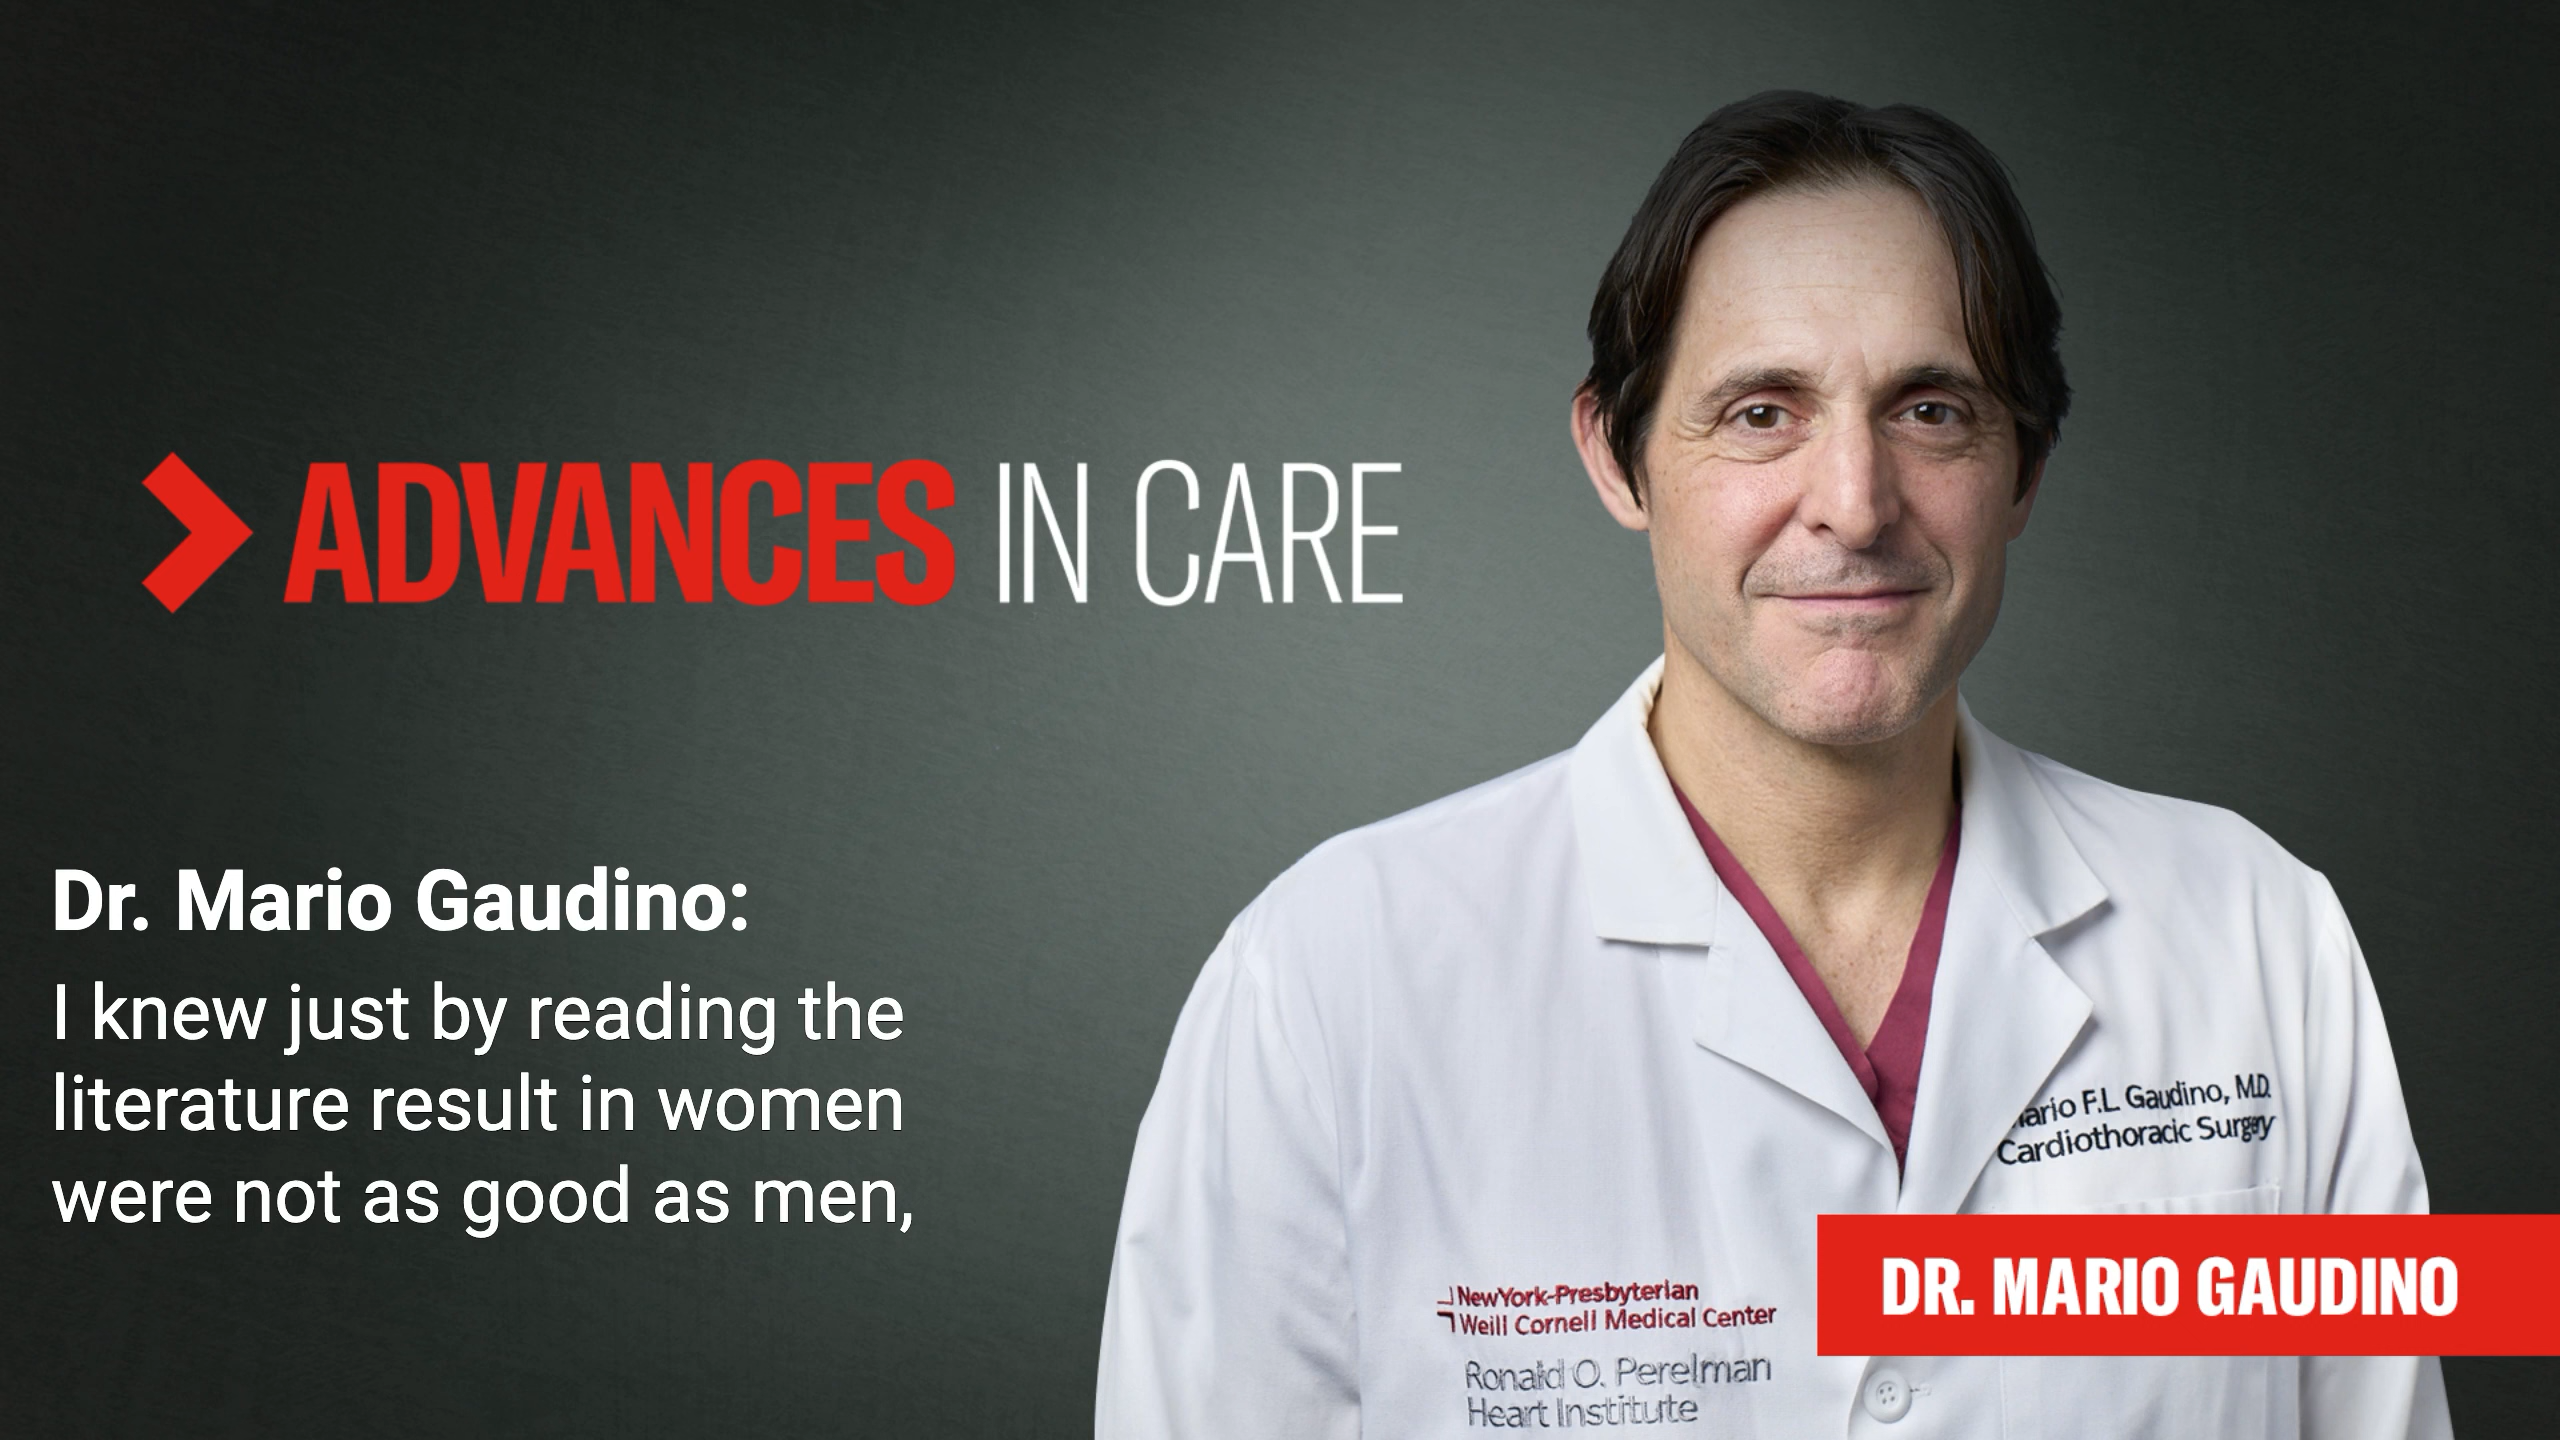 ADVANCES IN CARE
Dr. Mario Gaudino:
I knew just by reading the
literature result in women
were not as good as men,
ario F.L Gaudino, M.D.
Cardiothoracic Surgery
NewYork-Presbyterian
Weill Cornell Medical Center
Ronald O. Perelman
Heart Institute
DR. MARIO GAUDINO